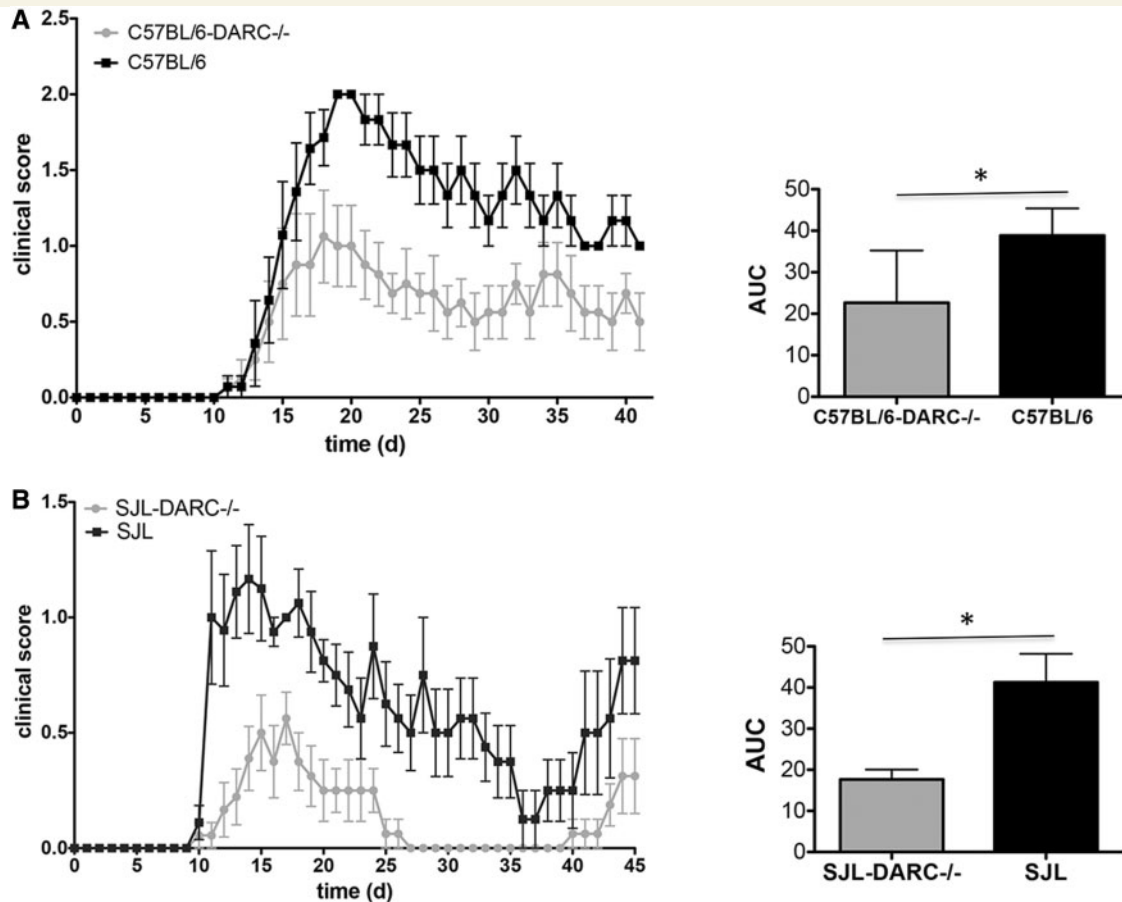 A
C57BL/6-DARC-/-
C57BL/6
2.5
2.0
1.5
1.0
0.5
0.0
clinical score
0 5 10 15 20 25 30 35 40
time (d)
*
50
40
30
20
10
0
AUC
C57BL/6-DARC-/- C57BL/6
B
SJL-DARC-/-
SJL
1.5
1.0
0.5
0.0
clinical score
0 5 10 15 20 25 30 35 40 45
time (d)
*
50
40
30
20
10
0
AUC
SJL-DARC-/- SJL